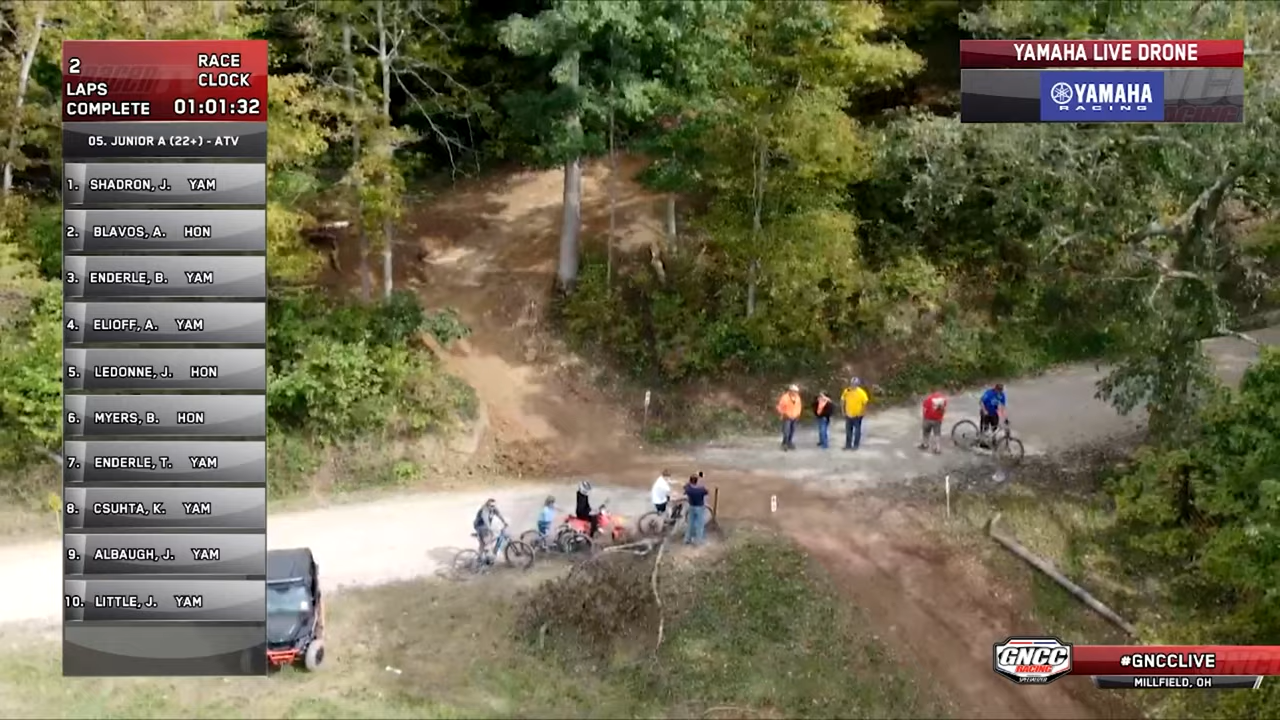 2
LAPS
COMPLETE
RACE
CLOCK
01:01:32
05. JUNIOR A (22+) - ATV
1. SHADRON, J. YAM
2. BLAVOS, A. HON
3. ENDERLE, B. YAM
4. ELIOFF, A. YAM
5. LEDONNE, J. HON
6. MYERS, B. HON
7. ENDERLE, T. YAM
8. CSUHTA, K. YAM
9. ALBAUGH, J. YAM
10. LITTLE, J. YAM
YAMAHA LIVE DRONE
YAMAHA
RACING
GNCC
RACING
#GNCCLIVE
MILLFIELD, OH